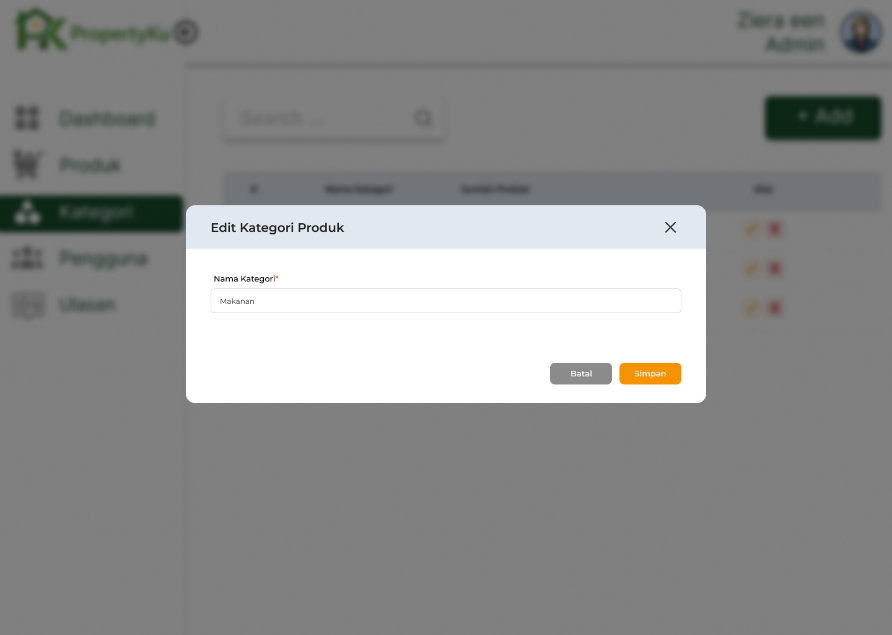 PropertyKu
Ziera een
Admin
Dashboard
Search ...
+ Add
Produk
Kategori
#
Nama Kategori
Jumlah Produk
Aksi
Pengguna
Ulasan
Edit Kategori Produk
Nama Kategori*
Makanan
Batal
Simpan